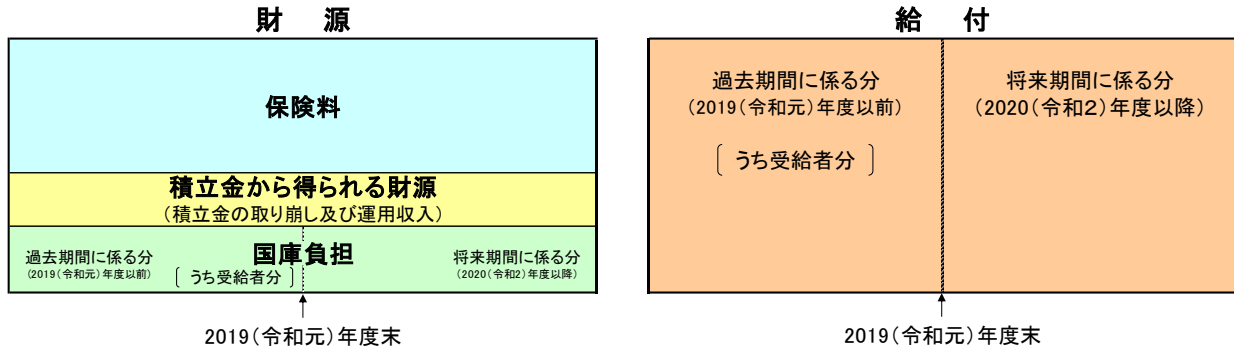 財 源
保険料
積立金から得られる財源
(積立金の取り崩し及び運用収入)
国庫負担
過去期間に係る分
(2019(令和元)年度以前)
〔 うち受給者分 〕
将来期間に係る分
(2020(令和2)年度以降)
2019(令和元)年度末
給 付
過去期間に係る分
(2019(令和元)年度以前)
〔 うち受給者分 〕
将来期間に係る分
(2020(令和2)年度以降)
2019(令和元)年度末